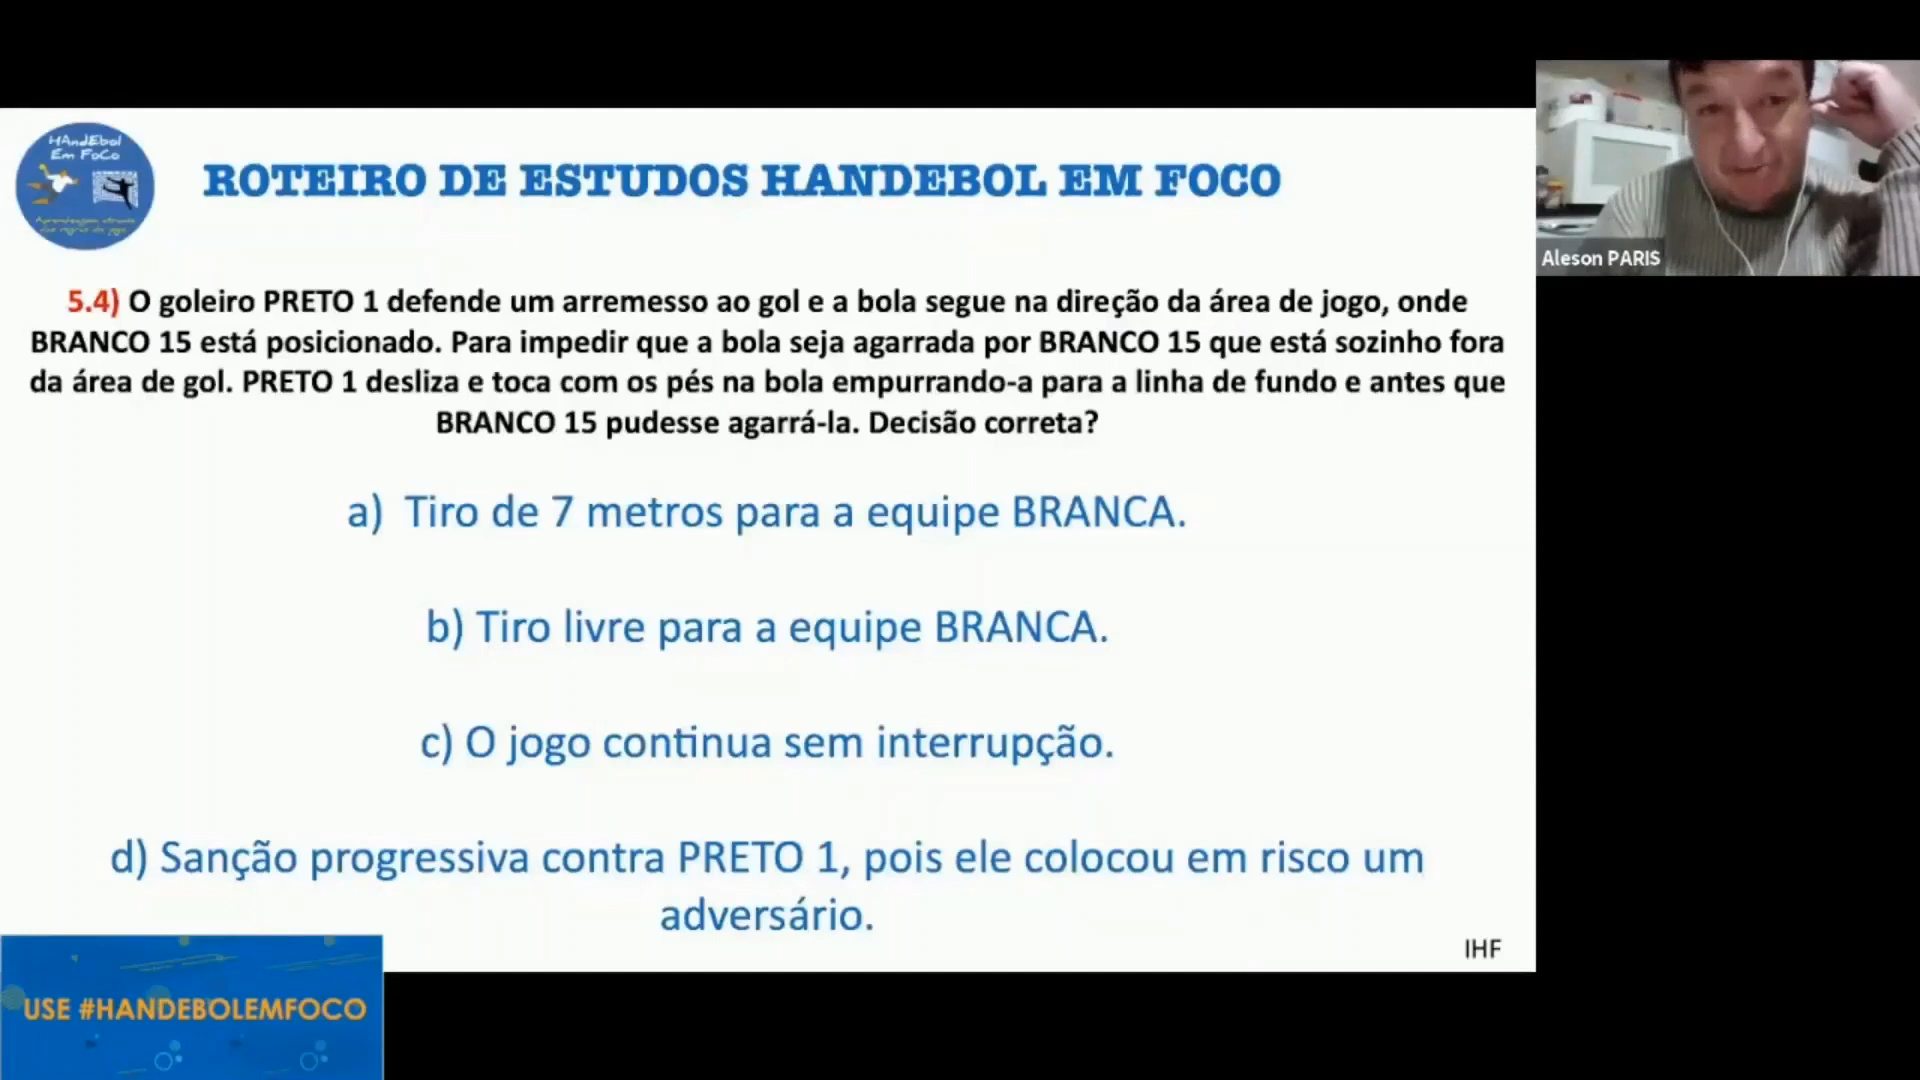 HAndEbol
Em FoCo
ROTEIRO DE ESTUDOS HANDEBOL EM FOCO
5.4) O goleiro PRETO 1 defende um arremesso ao gol e a bola segue na direção da área de jogo, onde
BRANCO 15 está posicionado. Para impedir que a bola seja agarrada por BRANCO 15 que está sozinho fora
da área de gol. PRETO 1 desliza e toca com os pés na bola empurrando-a para a linha de fundo e antes que
BRANCO 15 pudesse agarrá-la. Decisão correta?
a) Tiro de 7 metros para a equipe BRANCA.
b) Tiro livre para a equipe BRANCA.
c) O jogo continua sem interrupção.
d) Sanção progressiva contra PRETO 1, pois ele colocou em risco um
adversário.
IHF
Aleson PARIS
USE #HANDEBOLEMFOCO